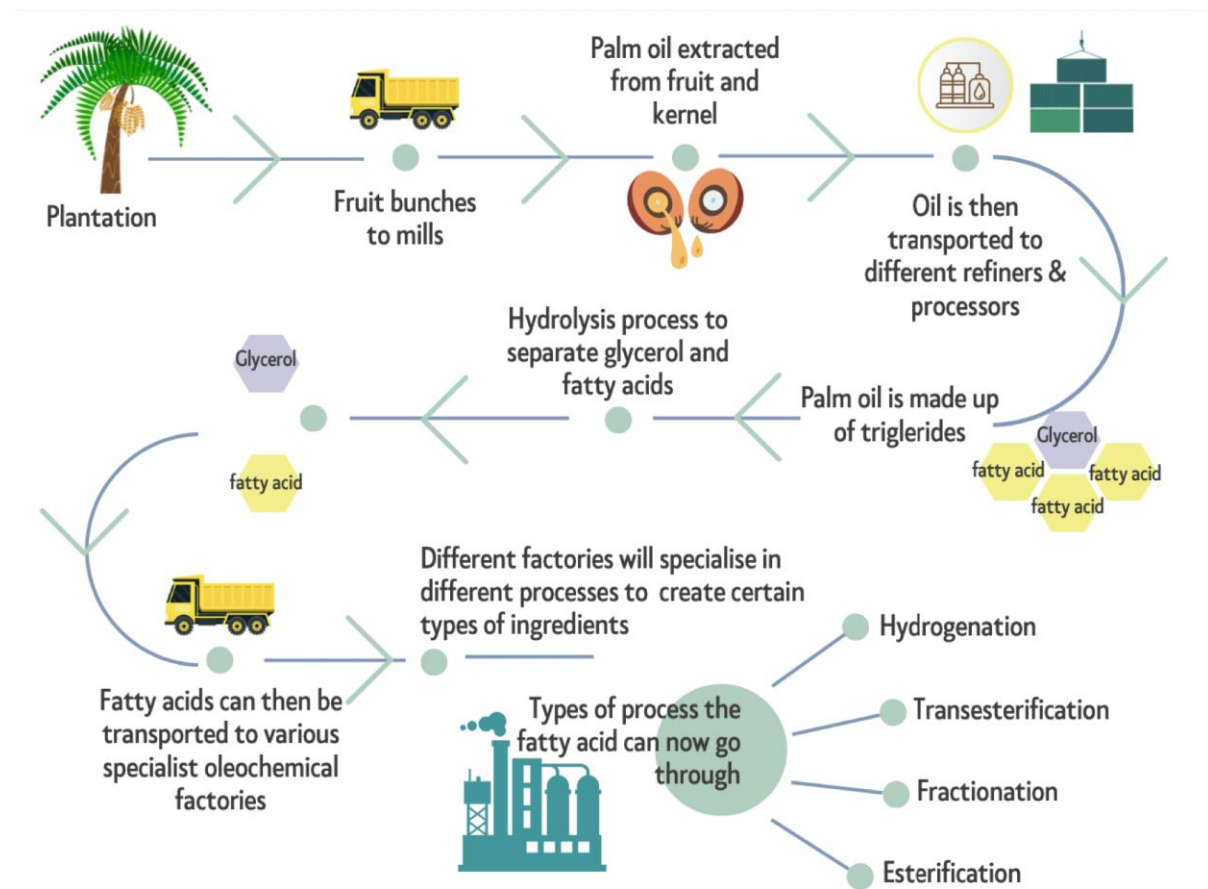 Plantation
Fruit bunches
to mills
Palm oil extracted
from fruit and
kernel
Oil is then
transported to
different refiners &
processors
Palm oil is made up
of triglerides
Glycerol
fatty acid
fatty acid
fatty acid
Hydrolysis process to
separate glycerol and
fatty acids
Glycerol
fatty acid
Fatty acids can then be
transported to various
specialist oleochemical
factories
Different factories will specialise in
different processes to create certain
types of ingredients
Types of process the
fatty acid can now go
through
Hydrogenation
Transesterification
Fractionation
Esterification